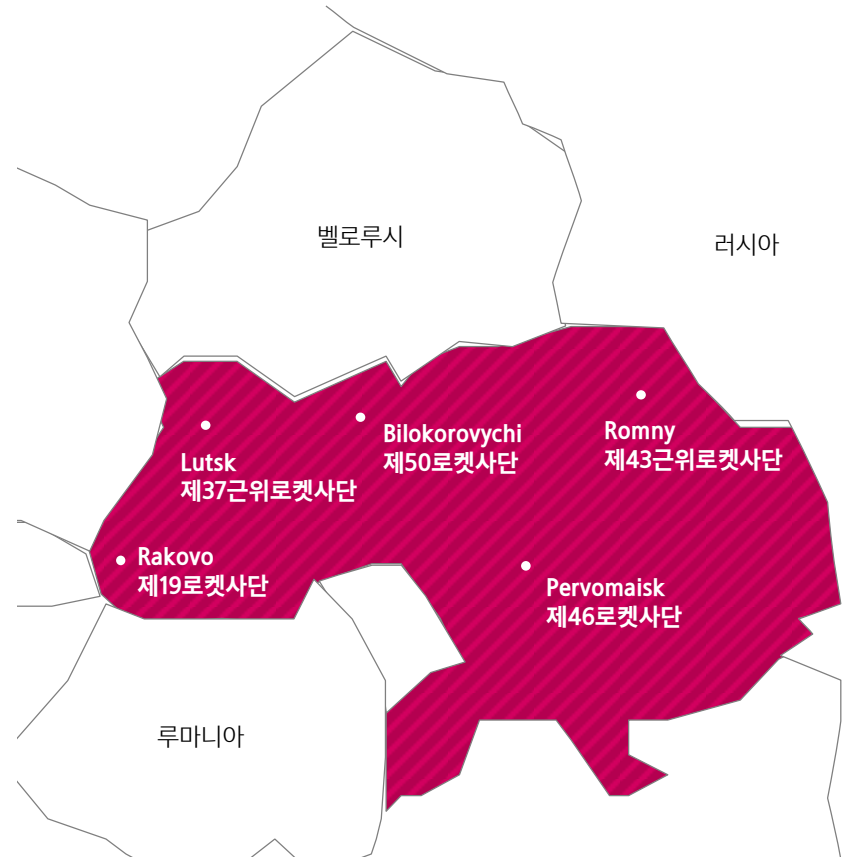 벨로루시
러시아
Bilokorovychi
제50로켓사단
Romny
제43근위로켓사단
Lutsk
제37근위로켓사단
Rakovo
제19로켓사단
Pervomaisk
제46로켓사단
루마니아